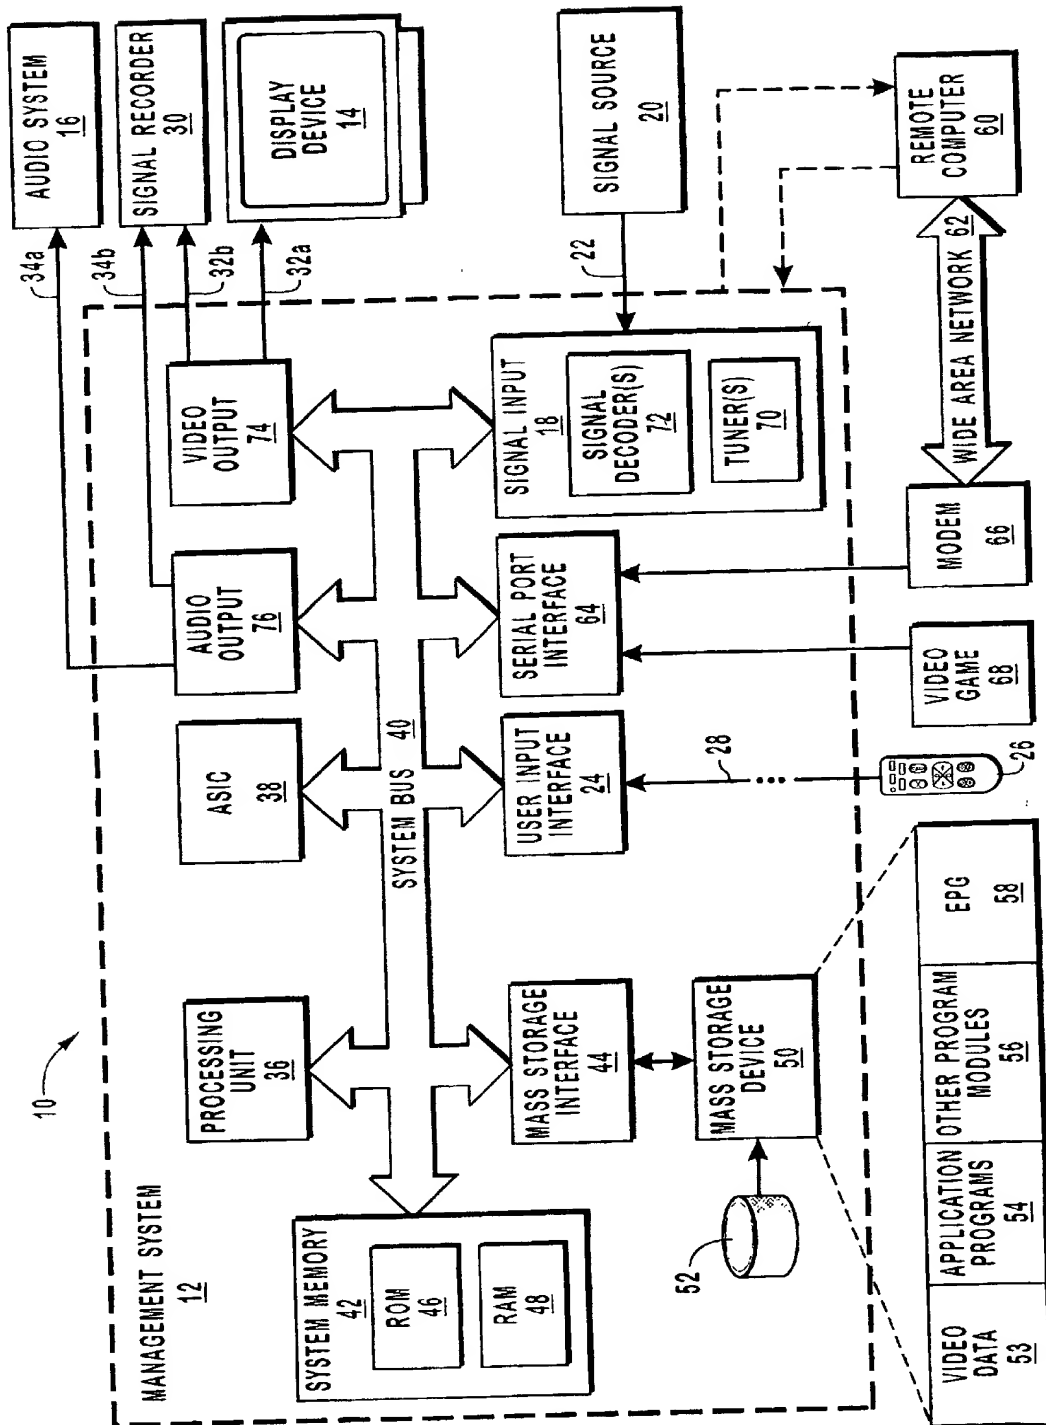 10
MANAGEMENT SYSTEM
12
SYSTEM MEMORY
42
ROM
46
RAM
48
PROCESSING
UNIT
36
ASIC
38
AUDIO
OUTPUT
76
VIDEO
OUTPUT
74
34a
34b
32b
32a
AUDIO SYSTEM
16
SIGNAL RECORDER
30
DISPLAY
DEVICE
14
SYSTEM BUS
40
MASS STORAGE
INTERFACE
44
USER INPUT
INTERFACE
24
SERIAL PORT
INTERFACE
64
SIGNAL INPUT
18
SIGNAL
DECODER(S)
72
TUNER(S)
70
22
SIGNAL SOURCE
20
52
MASS STORAGE
DEVICE
50
28
26
VIDEO
GAME
68
MODEM
66
WIDE AREA NETWORK
62
REMOTE
COMPUTER
60
VIDEO
DATA
53
APPLICATION
PROGRAMS
54
OTHER PROGRAM
MODULES
56
EPG
58